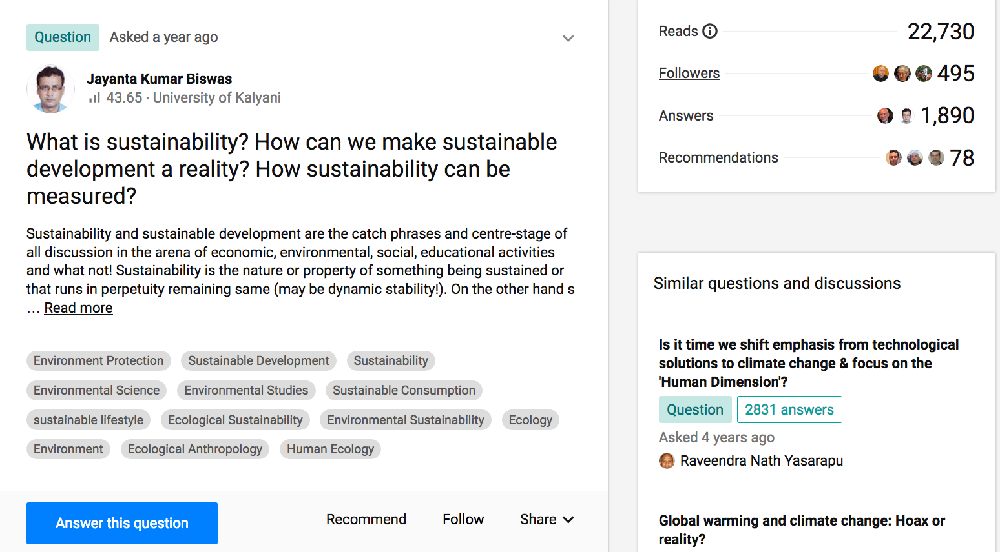 Question Asked a year ago
Jayanta Kumar Biswas
43.65 · University of Kalyani
What is sustainability? How can we make sustainable
development a reality? How sustainability can be
measured?
Sustainability and sustainable development are the catch phrases and centre-stage of
all discussion in the arena of economic, environmental, social, educational activities
and what not! Sustainability is the nature or property of something being sustained or
that runs in perpetuity remaining same (may be dynamic stability!). On the other hand s
… Read more
Environment Protection Sustainable Development Sustainability
Environmental Science Environmental Studies Sustainable Consumption
sustainable lifestyle Ecological Sustainability Environmental Sustainability Ecology
Environment Ecological Anthropology Human Ecology
Answer this question Recommend Follow Share
Reads 22,730
Followers 495
Answers 1,890
Recommendations 78
Similar questions and discussions
Is it time we shift emphasis from technological
solutions to climate change & focus on the
'Human Dimension'?
Question 2831 answers
Asked 4 years ago
Raveendra Nath Yasarapu
Global warming and climate change: Hoax or
reality?